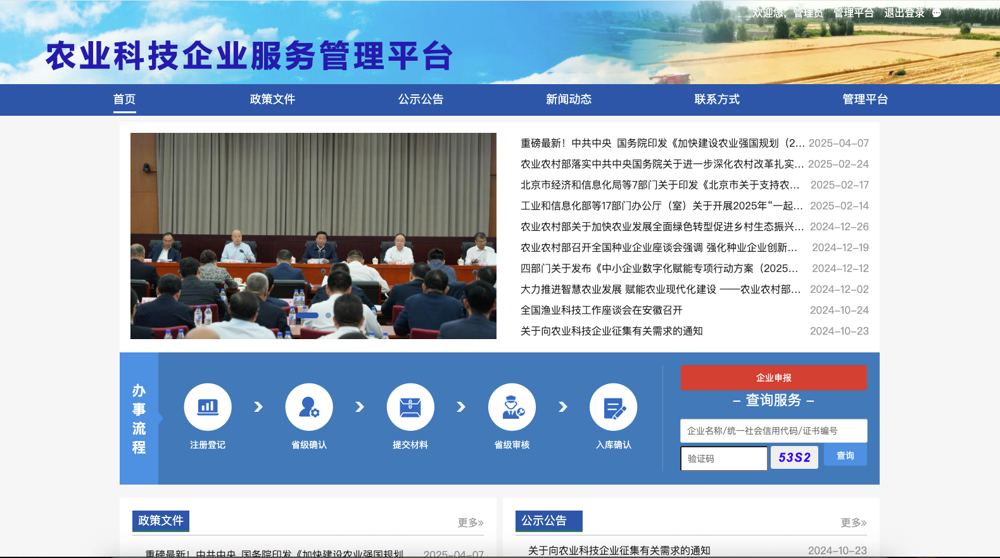 欢迎您，管理员 管理平台 退出登录
农业科技企业服务管理平台
首页 政策文件 公示公告 新闻动态 联系方式 管理平台
重磅最新！中共中央 国务院印发《加快建设农业强国规划（2... 2025-04-07
农业农村部落实中共中央国务院关于进一步深化农村改革扎实... 2025-02-24
北京市经济和信息化局等7部门关于印发《北京市关于支持农... 2025-02-17
工业和信息化部等17部门办公厅（室）关于开展2025年“一起... 2025-02-14
农业农村部关于加快农业发展全面绿色转型促进乡村生态振兴... 2024-12-26
农业农村部召开全国种业企业座谈会强调 强化种业企业创新... 2024-12-19
四部门关于发布《中小企业数字化赋能专项行动方案（2025... 2024-12-12
大力推进智慧农业发展 赋能农业现代化建设 ——农业农村部... 2024-12-02
全国渔业科技工作座谈会在安徽召开 2024-10-24
关于向农业科技企业征集有关需求的通知 2024-10-23
办事流程
注册登记 省级确认 提交材料 省级审核 入库确认
企业申报
- 查询服务 -
企业名称/统一社会信用代码/证书编号
验证码 53S2 查询
政策文件 更多»
重磅最新！中共中央 国务院印发《加快建设农业强国规划 2025-04-07
公示公告 更多»
关于向农业科技企业征集有关需求的通知 2024-10-23